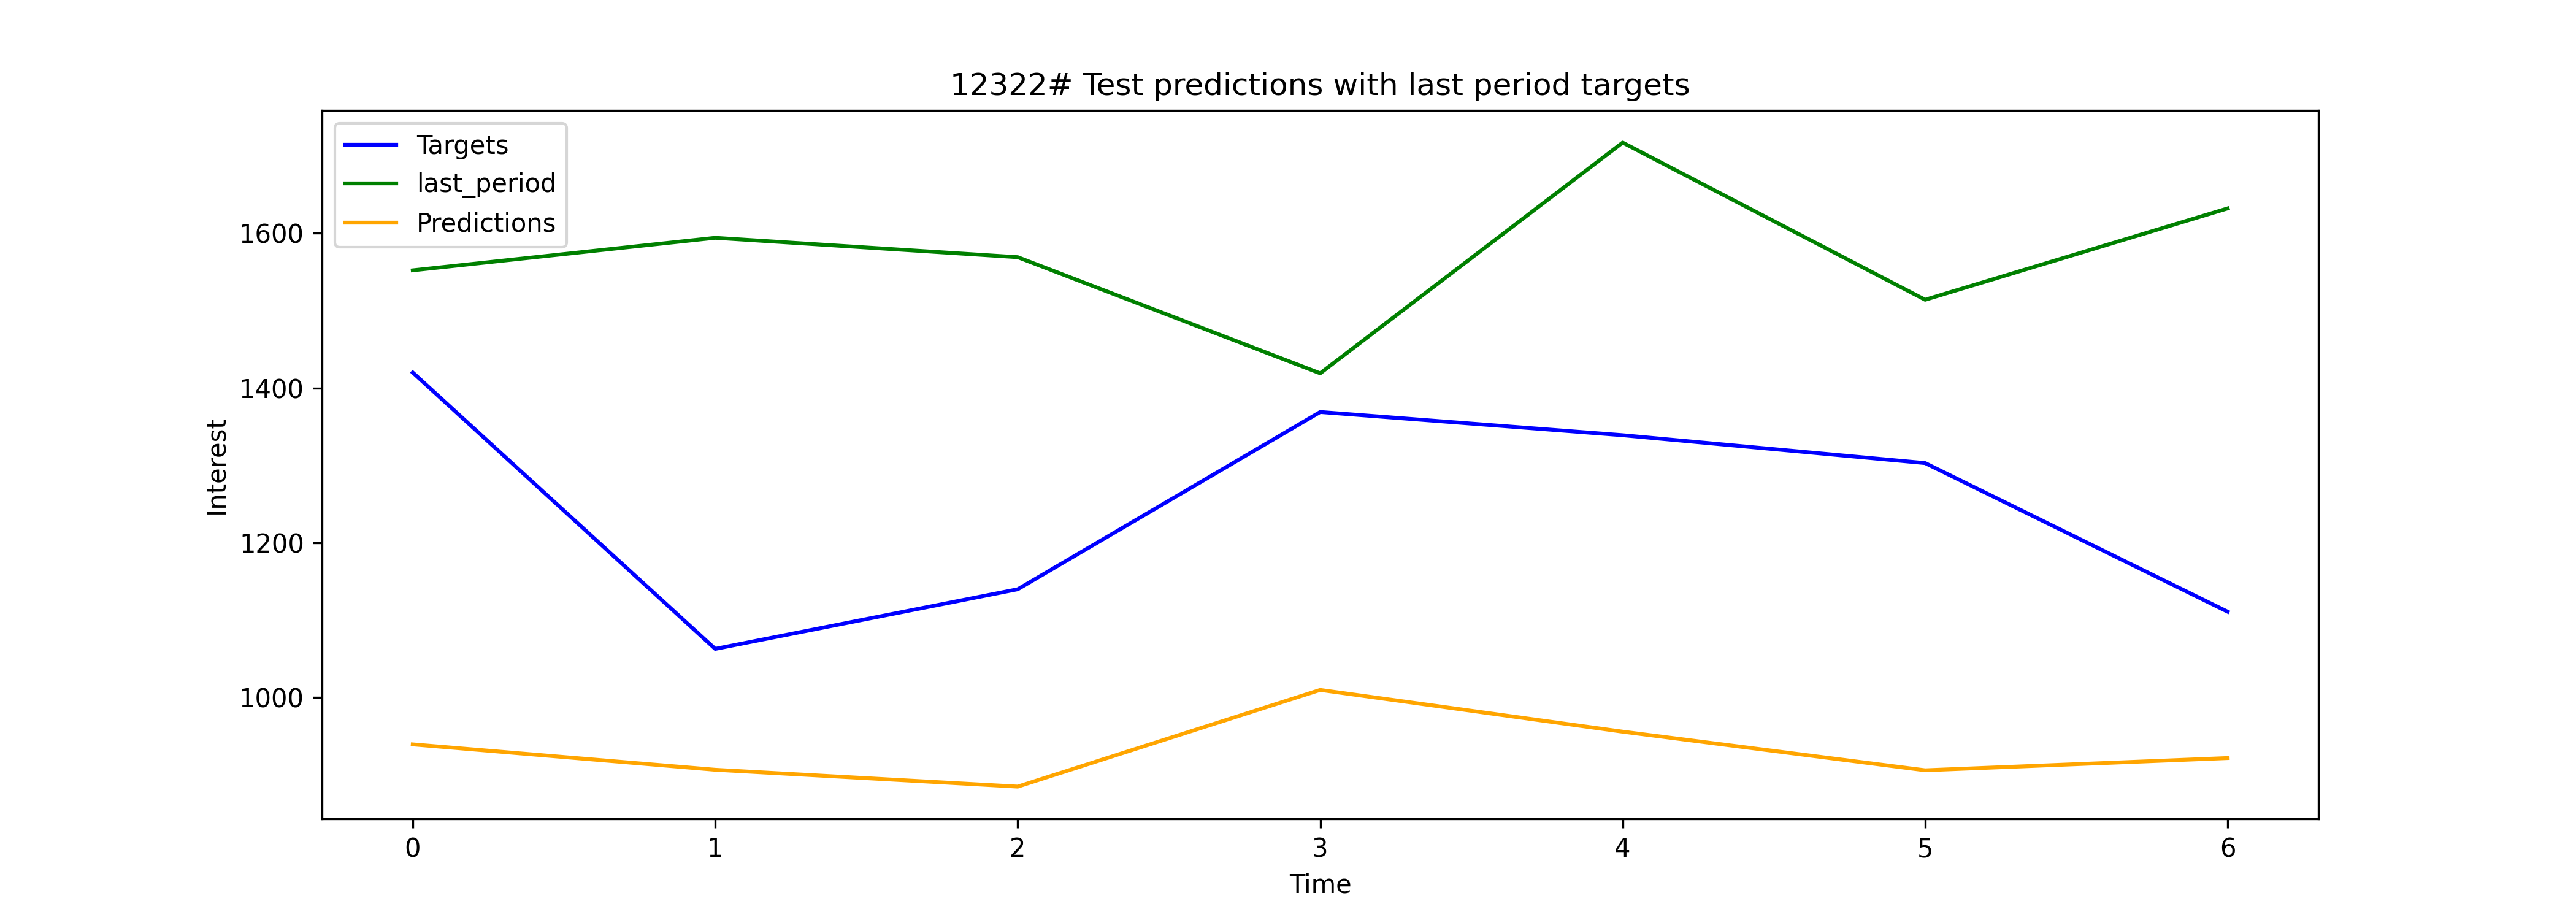 12322# Test predictions with last period targets
Targets
last_period
Predictions
1600
1400
1200
1000
Interest
0 1 2 3 4 5 6
Time